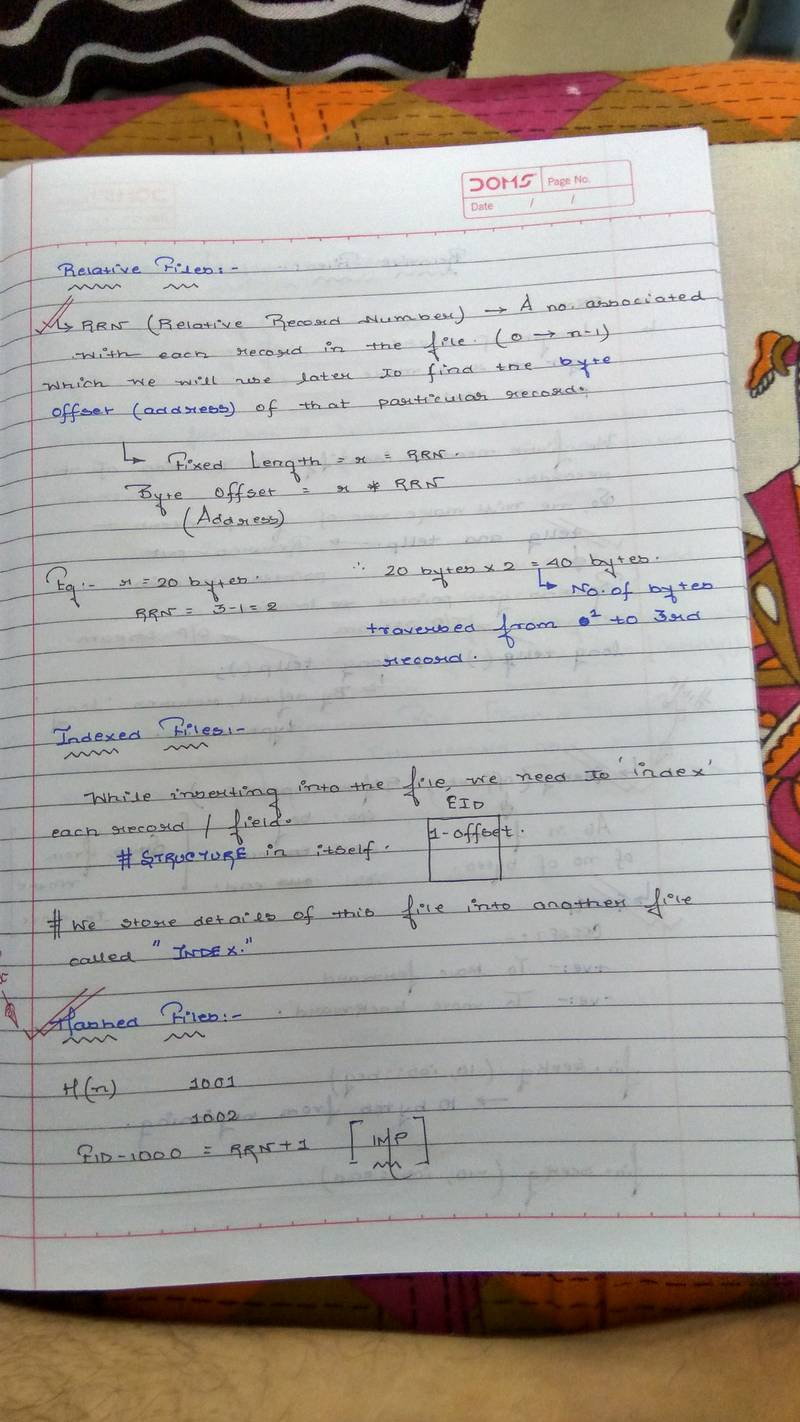 DOMS
Page No.
Date / /
Relative Files:-
↳ RRN (Relative Record Number) → A no. associated
with each record in the file. (0 → n-1)
which we will use later to find the byte
offset (address) of that particular record.
↳ Fixed Length = r = RRN.
Byte offset = r * RRN
(Address)
Eg:- r = 20 bytes. ∴ 20 bytes x 2 = 40 bytes.
RRN = 3-1 = 2 ↳ No. of bytes
traversed from 1 to 3rd
record.
Indexed Files:-
While inserting into the file, we need to 'index'
each record / field.
EID
1-offset.
# STRUCTURE in itself.
# We store details of this file into another file
called "INDEX."
Hashed Files:-
H(n) 1001
1002
EID-1000 = RRN+1 [IMP]